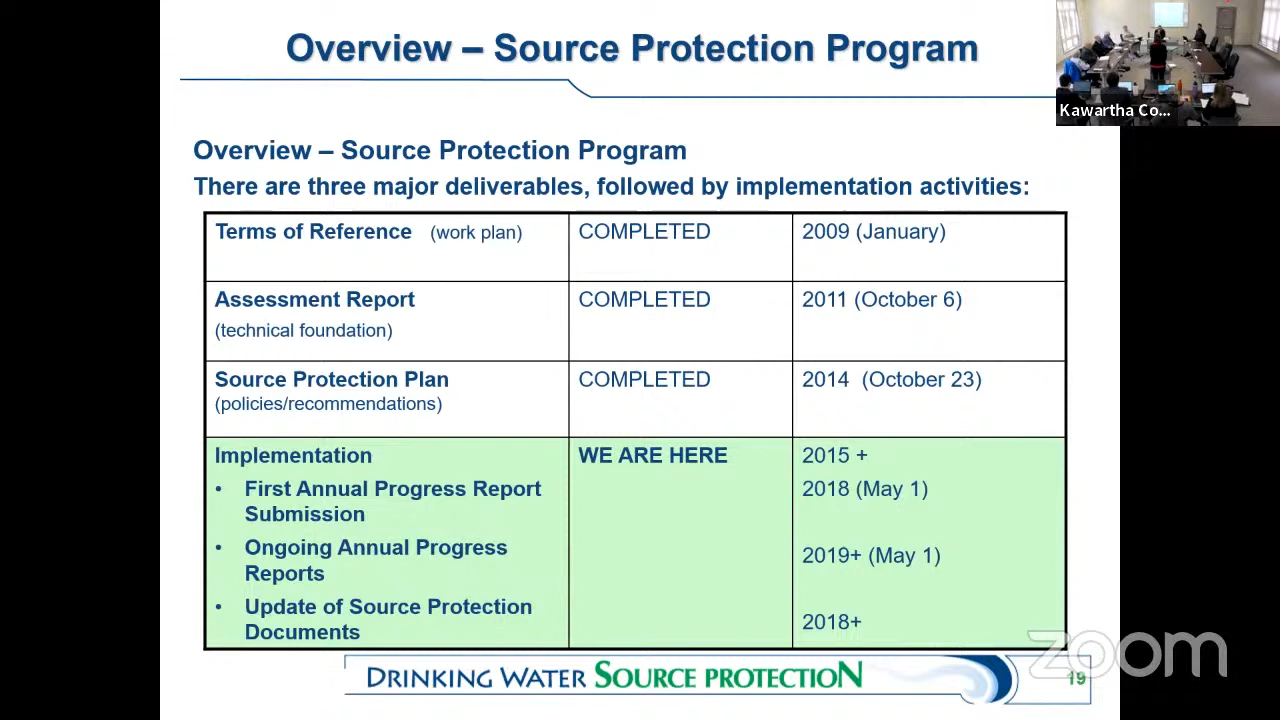 Overview – Source Protection Program
Kawartha Co...
Overview – Source Protection Program
There are three major deliverables, followed by implementation activities:
Terms of Reference (work plan) COMPLETED 2009 (January)
Assessment Report COMPLETED 2011 (October 6)
(technical foundation)
Source Protection Plan COMPLETED 2014 (October 23)
(policies/recommendations)
Implementation WE ARE HERE 2015 +
• First Annual Progress Report 2018 (May 1)
Submission
• Ongoing Annual Progress
Reports 2019+ (May 1)
• Update of Source Protection
Documents 2018+
zoom
DRINKING WATER SOURCE PROTECTION
19